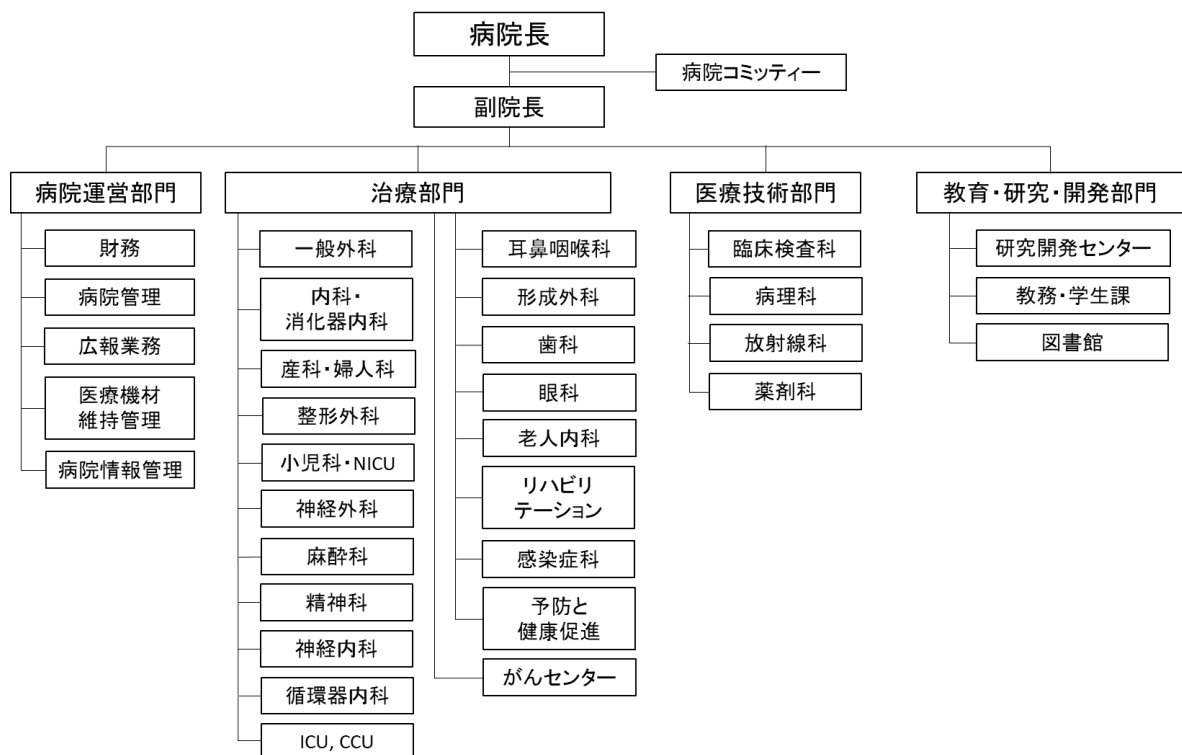 病院長
病院コミッティー
副院長
病院運営部門
財務
病院管理
広報業務
医療機材
維持管理
病院情報管理
治療部門
一般外科
内科・
消化器内科
産科・婦人科
整形外科
小児科・NICU
神経外科
麻酔科
精神科
神経内科
循環器内科
ICU, CCU
耳鼻咽喉科
形成外科
歯科
眼科
老人内科
リハビリ
テーション
感染症科
予防と
健康促進
がんセンター
医療技術部門
臨床検査科
病理科
放射線科
薬剤科
教育・研究・開発部門
研究開発センター
教務・学生課
図書館